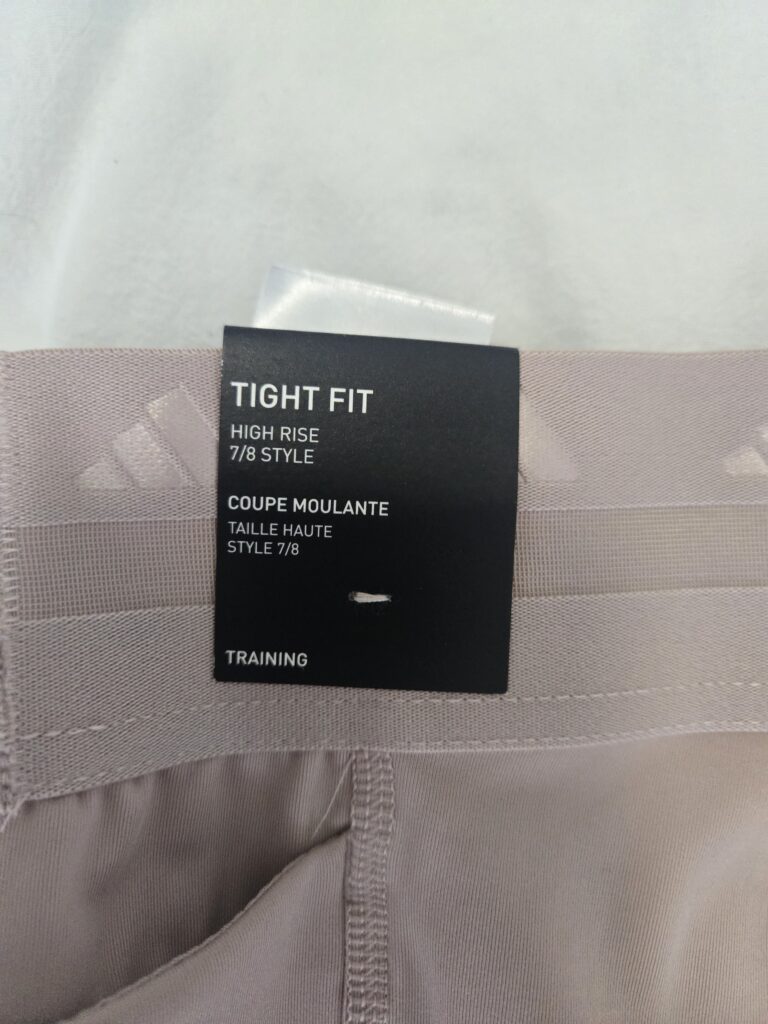 TIGHT FIT
HIGH RISE
7/8 STYLE
COUPE MOULANTE
TAILLE HAUTE
STYLE 7/8
TRAINING